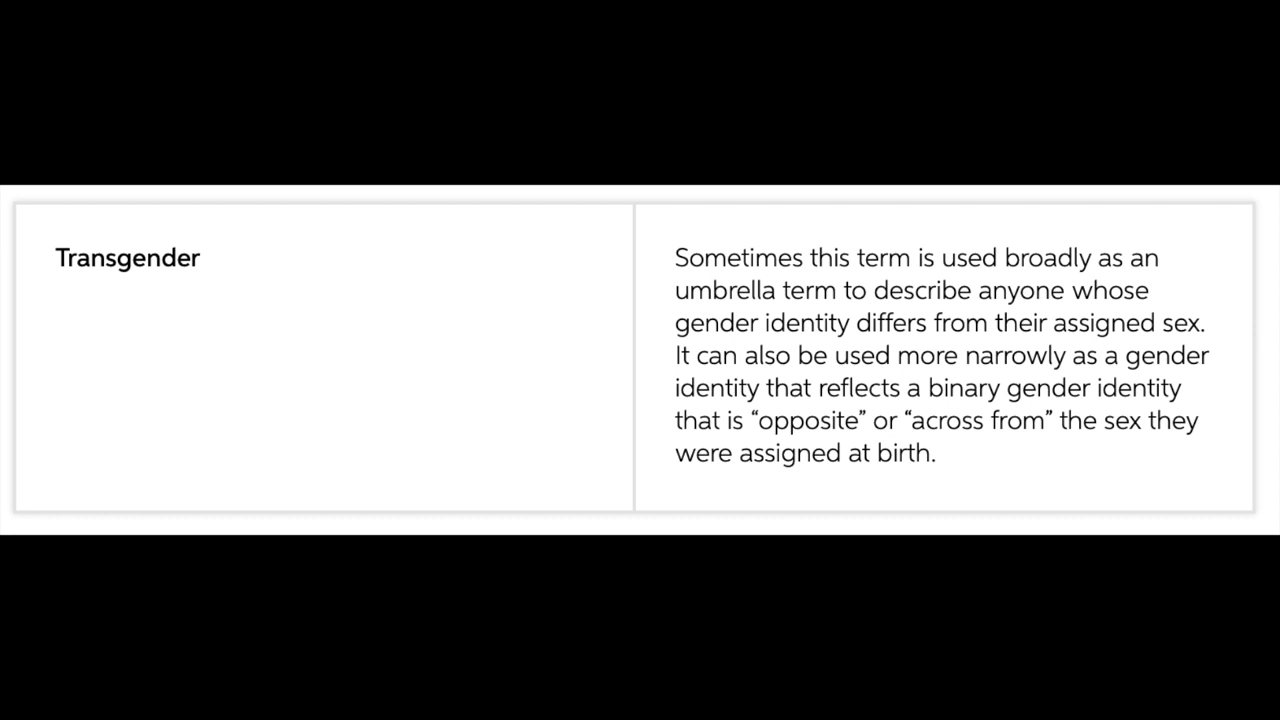 Transgender
Sometimes this term is used broadly as an
umbrella term to describe anyone whose
gender identity differs from their assigned sex.
It can also be used more narrowly as a gender
identity that reflects a binary gender identity
that is “opposite” or “across from” the sex they
were assigned at birth.